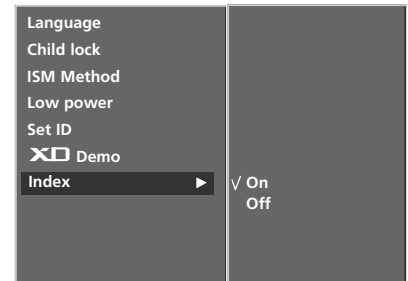 Language
Child lock
ISM Method
Low power
Set ID
XD Demo
Index ▶ √ On
Off